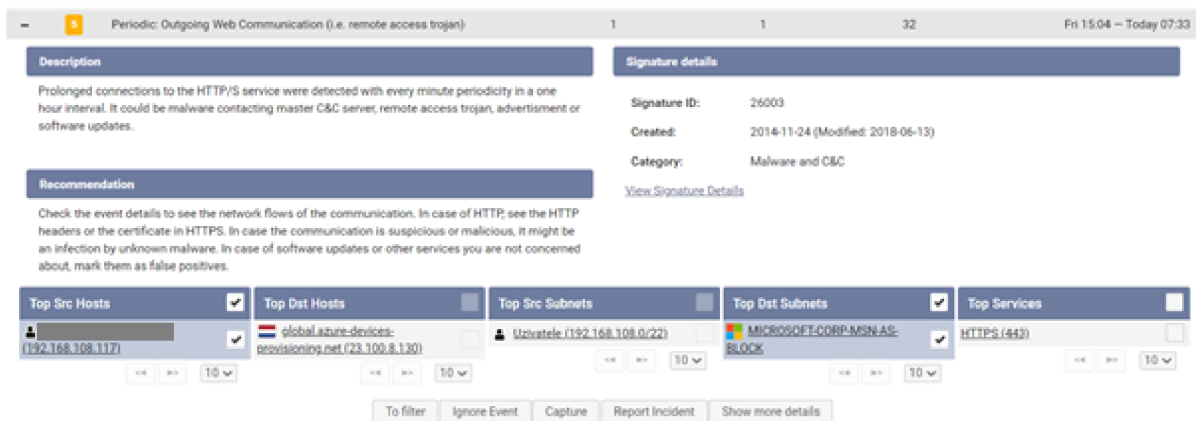 – 5 Periodic: Outgoing Web Communication (i.e. remote access trojan) 1 1 32 Fri 15:04 – Today 07:33
Description
Prolonged connections to the HTTP/S service were detected with every minute periodicity in a one
hour interval. It could be malware contacting master C&C server, remote access trojan, advertisment or
software updates.
Recommendation
Check the event details to see the network flows of the communication. In case of HTTP, see the HTTP
headers or the certificate in HTTPS. In case the communication is suspicious or malicious, it might be
an infection by unknown malware. In case of software updates or other services you are not concerned
about, mark them as false positives.
Signature details
Signature ID: 26003
Created: 2014-11-24 (Modified: 2018-06-13)
Category: Malware and C&C
View Signature Details
Top Src Hosts
(192.168.108.117)
10
Top Dst Hosts
global.azure-devices-
provisioning.net (23.100.8.130)
10
Top Src Subnets
Uzivatele (192.168.108.0/22)
10
Top Dst Subnets
MICROSOFT-CORP-MSN-AS-
BLOCK
10
Top Services
HTTPS (443)
10
To filter Ignore Event Capture Report Incident Show more details